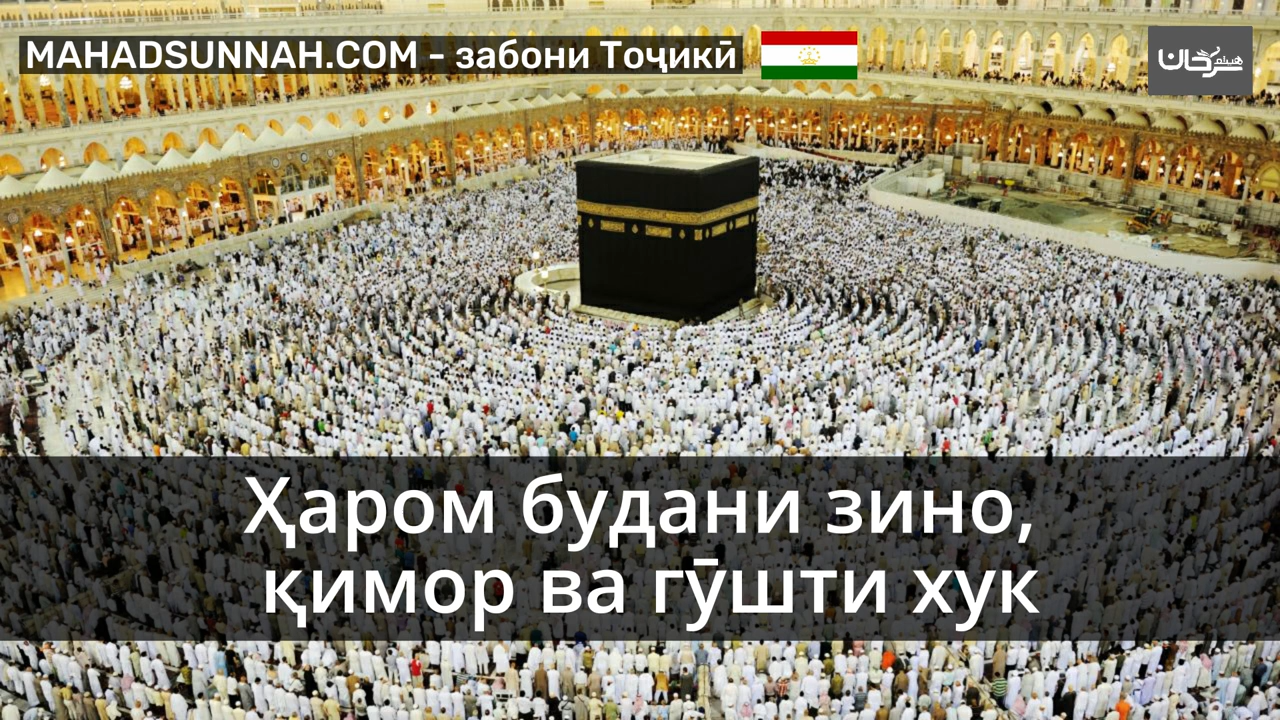 MAHADSUNNAH.COM - забони Тоҷикӣ
Ҳаром будани зино,
қимор ва гӯшти хук